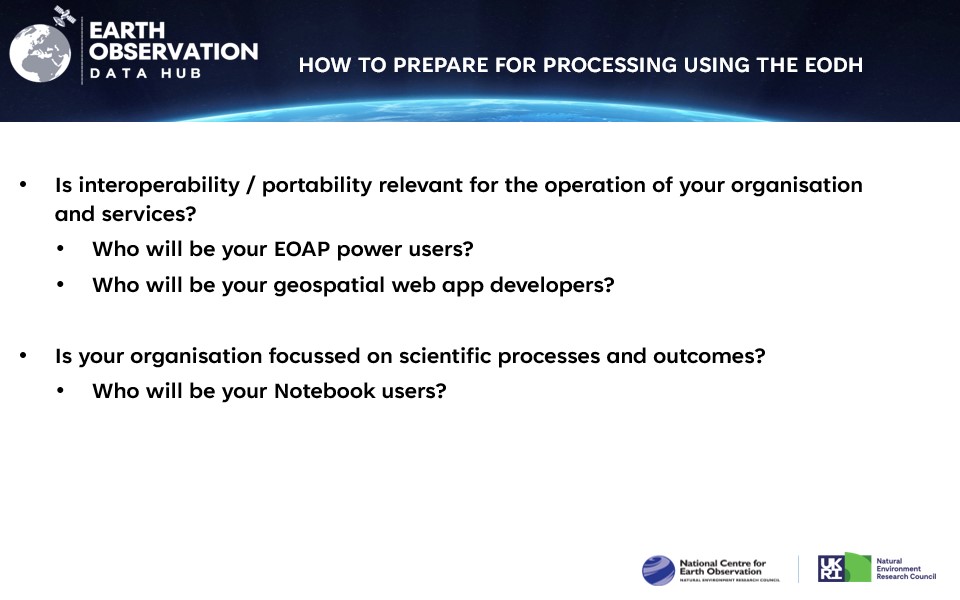 EARTH
OBSERVATION
DATA HUB
HOW TO PREPARE FOR PROCESSING USING THE EODH
• Is interoperability / portability relevant for the operation of your organisation
and services?
• Who will be your EOAP power users?
• Who will be your geospatial web app developers?
• Is your organisation focussed on scientific processes and outcomes?
• Who will be your Notebook users?
National Centre for
Earth Observation
NATURAL ENVIRONMENT RESEARCH COUNCIL
UK
RI
Natural
Environment
Research Council